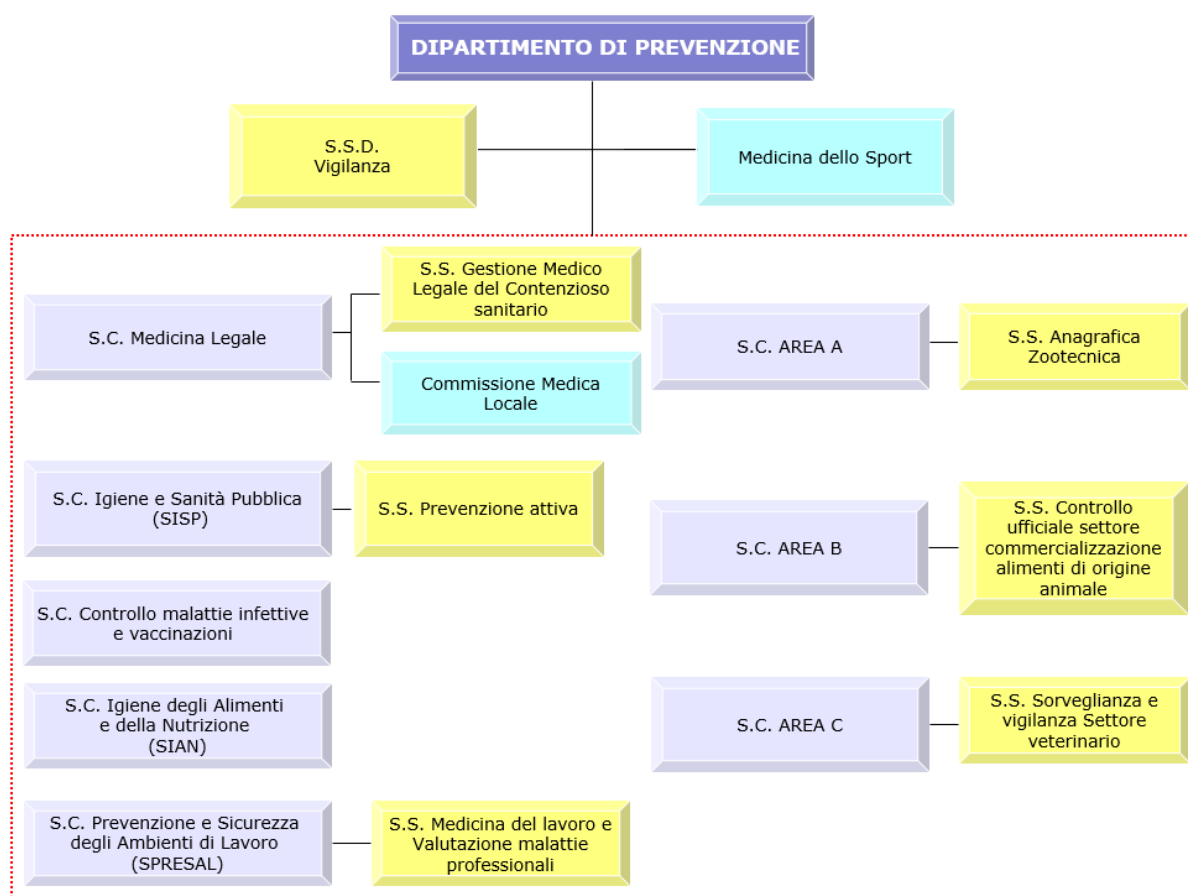 DIPARTIMENTO DI PREVENZIONE
S.S.D.
Vigilanza
Medicina dello Sport
S.C. Medicina Legale
S.S. Gestione Medico
Legale del Contenzioso
sanitario
Commissione Medica
Locale
S.C. AREA A
S.S. Anagrafica
Zootecnica
S.C. Igiene e Sanità Pubblica
(SISP)
S.S. Prevenzione attiva
S.C. AREA B
S.S. Controllo
ufficiale settore
commercializzazione
alimenti di origine
animale
S.C. Controllo malattie infettive
e vaccinazioni
S.C. Igiene degli Alimenti
e della Nutrizione
(SIAN)
S.C. AREA C
S.S. Sorveglianza e
vigilanza Settore
veterinario
S.C. Prevenzione e Sicurezza
degli Ambienti di Lavoro
(SPRESAL)
S.S. Medicina del lavoro e
Valutazione malattie
professionali